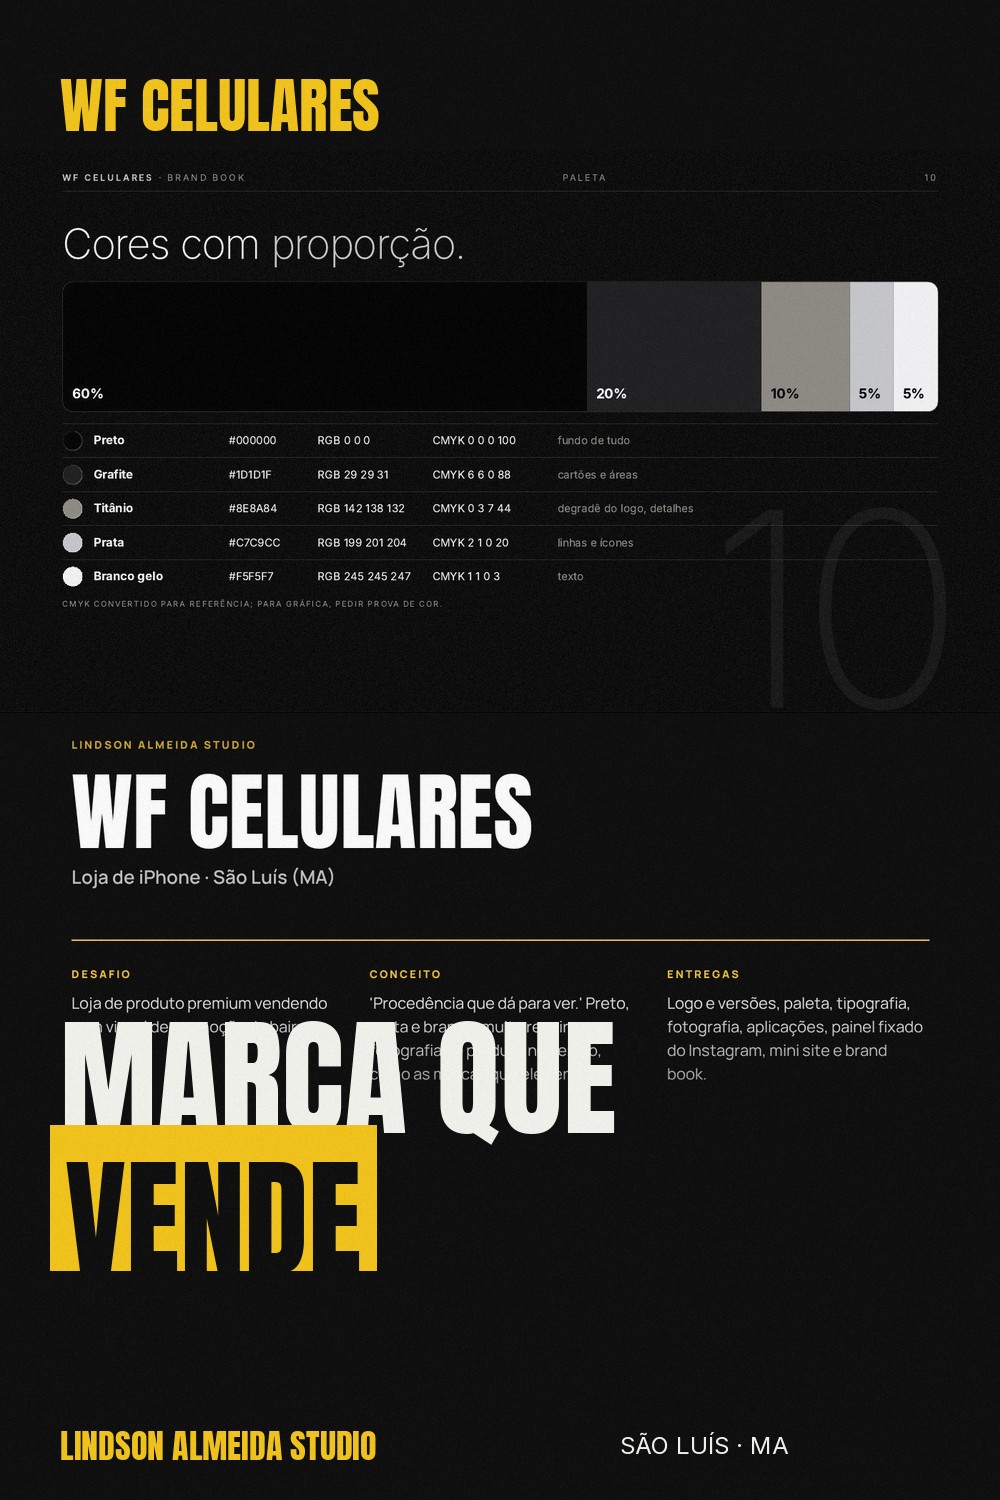 WF CELULARES
WF CELULARES · BRAND BOOK PALETA 10
Cores com proporção.
60% 20% 10% 5% 5%
Preto #000000 RGB 0 0 0 CMYK 0 0 0 100 fundo de tudo
Grafite #1D1D1F RGB 29 29 31 CMYK 6 6 0 88 cartões e áreas
Titânio #8E8A84 RGB 142 138 132 CMYK 0 3 7 44 degradê do logo, detalhes
Prata #C7C9CC RGB 199 201 204 CMYK 2 1 0 20 linhas e ícones
Branco gelo #F5F5F7 RGB 245 245 247 CMYK 1 1 0 3 texto
CMYK CONVERTIDO PARA REFERÊNCIA; PARA GRÁFICA, PEDIR PROVA DE COR.
10
LINDSON ALMEIDA STUDIO
WF CELULARES
Loja de iPhone · São Luís (MA)
DESAFIO
Loja de produto premium vendendo
CONCEITO
'Procedência que dá para ver.' Preto,
ENTREGAS
Logo e versões, paleta, tipografia,
fotografia, aplicações, painel fixado
do Instagram, mini site e brand
book.
MARCA QUE
VENDE
LINDSON ALMEIDA STUDIO SÃO LUÍS · MA